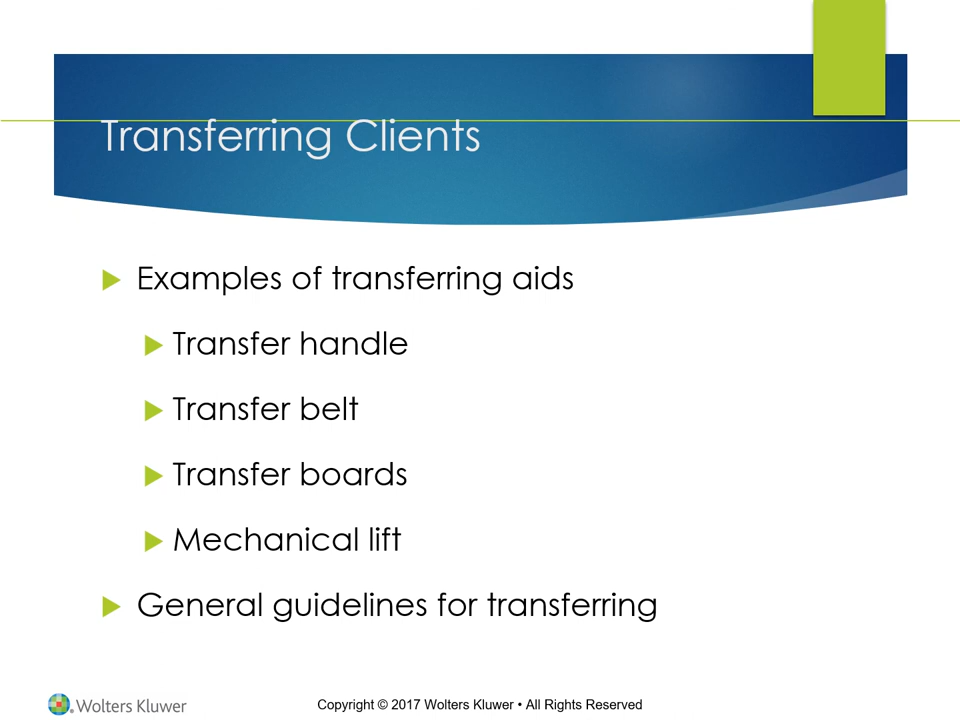 Transferring Clients
Examples of transferring aids
Transfer handle
Transfer belt
Transfer boards
Mechanical lift
General guidelines for transferring
Wolters Kluwer
Copyright © 2017 Wolters Kluwer • All Rights Reserved